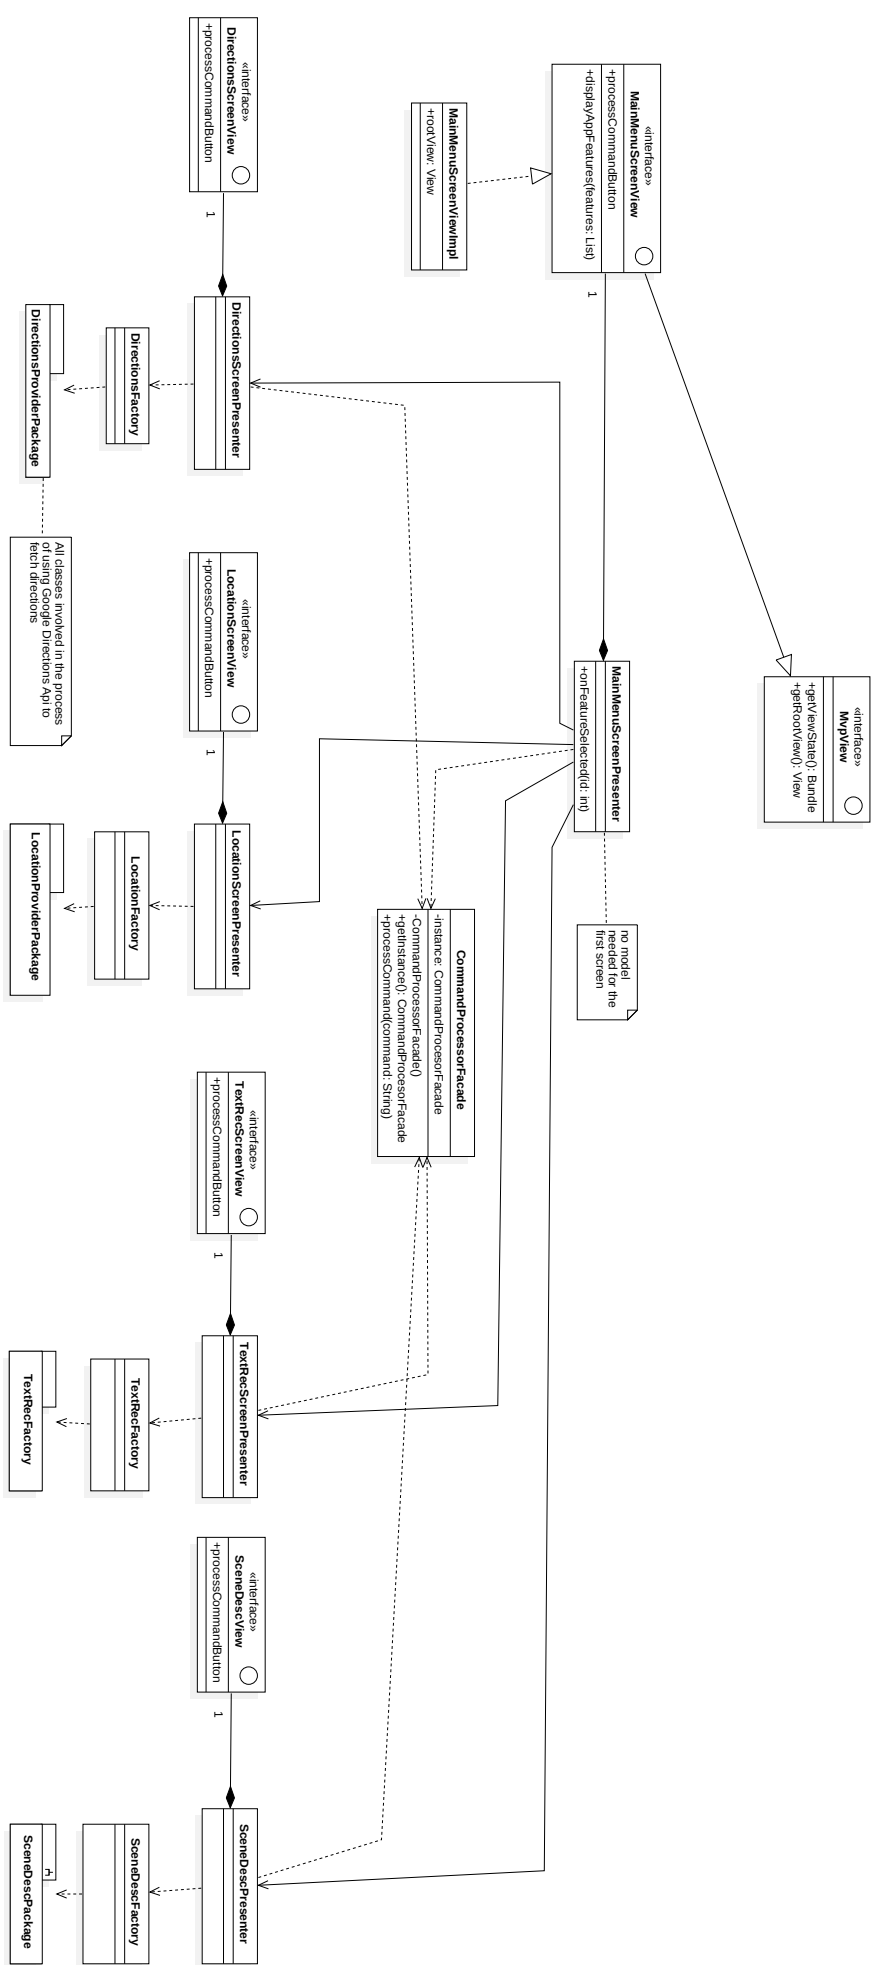 «interface»
MvpView
+getViewState(): Bundle
+getRootView(): View
«interface»
MainMenuScreenView
+processCommandButton
+displayAppFeatures(features: List)
1
MainMenuScreenPresenter
+onFeatureSelected(id: int)
no model
needed for the
first screen
MainMenuScreenViewImpl
+rootView: View
CommandProcessorFacade
-instance: CommandProcesorFacade
-CommandProcessorFacade()
+getInstance(): CommandProcesorFacade
+processCommand(command: String)
«interface»
DirectionsScreenView
+processCommandButton
1
DirectionsScreenPresenter
DirectionsFactory
DirectionsProviderPackage
All classes involved in the process
of using Google Directions Api to
fetch directions
«interface»
LocationScreenView
+processCommandButton
1
LocationScreenPresenter
LocationFactory
LocationProviderPackage
«interface»
TextRecScreenView
+processCommandButton
1
TextRecScreenPresenter
TextRecFactory
TextRecFactory
«interface»
SceneDescView
+processCommandButton
1
SceneDescPresenter
SceneDescFactory
SceneDescPackage